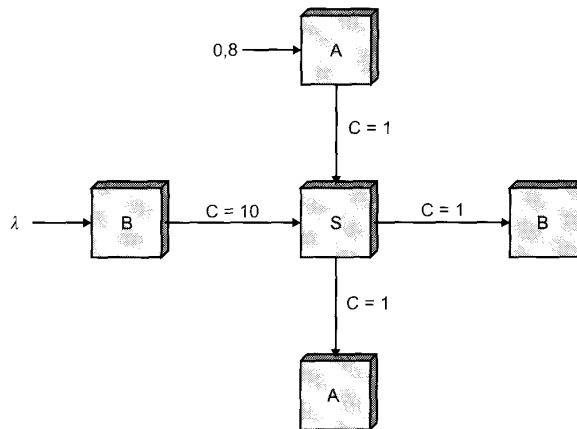 0,8 A
C = 1
λ B C = 10 S C = 1 B
C = 1
A